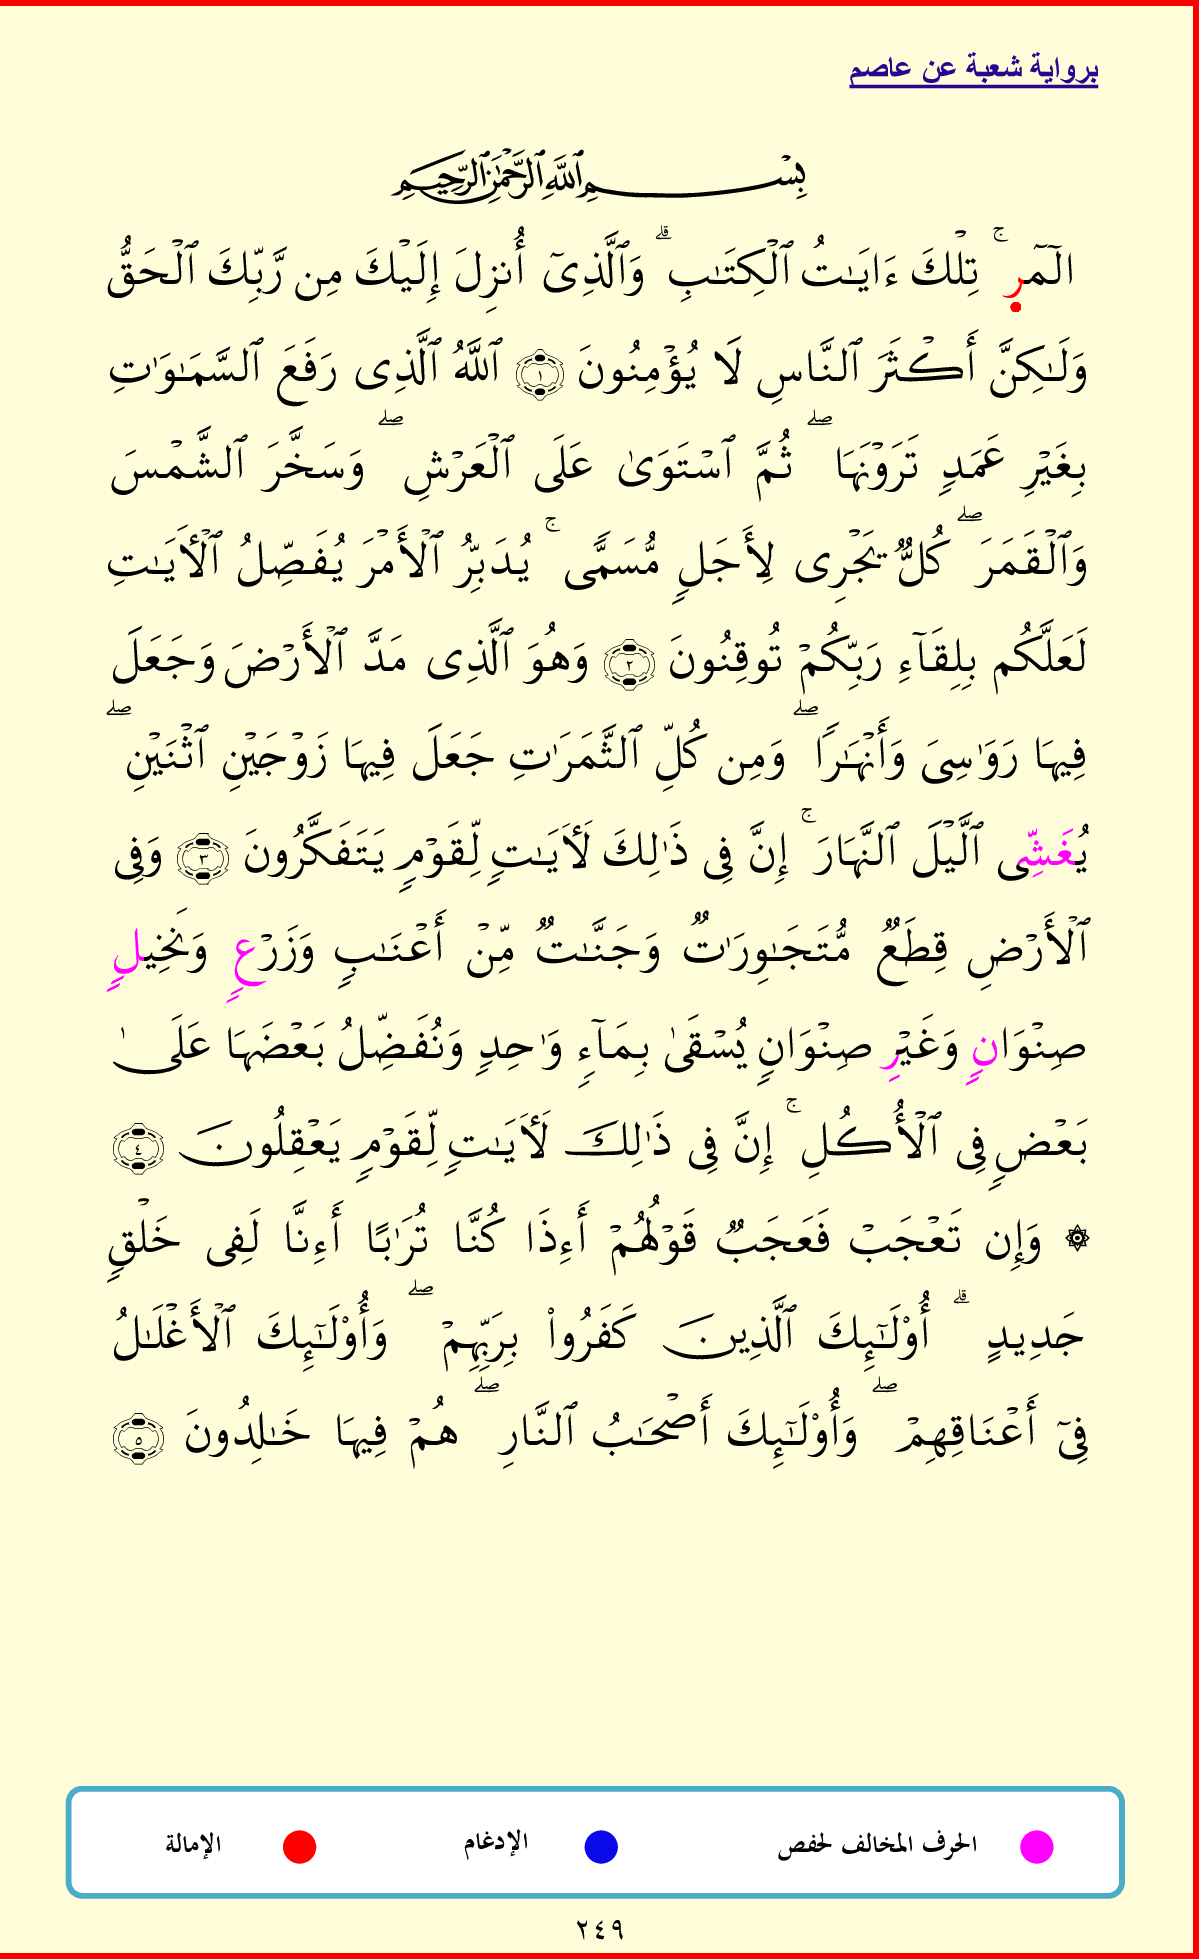 برواية شعبة عن عاصم
بِسْمِ ٱللَّهِ ٱلرَّحْمَٰنِ ٱلرَّحِيمِ
الٓمٓرۚ تِلْكَ ءَايَٰتُ ٱلْكِتَٰبِۗ وَٱلَّذِىٓ أُنزِلَ إِلَيْكَ مِن رَّبِّكَ ٱلْحَقُّ
وَلَٰكِنَّ أَكْثَرَ ٱلنَّاسِ لَا يُؤْمِنُونَ ١ ٱللَّهُ ٱلَّذِى رَفَعَ ٱلسَّمَٰوَٰتِ
بِغَيْرِ عَمَدٍ تَرَوْنَهَاۖ ثُمَّ ٱسْتَوَىٰ عَلَى ٱلْعَرْشِۖ وَسَخَّرَ ٱلشَّمْسَ
وَٱلْقَمَرَۖ كُلٌّ يَجْرِى لِأَجَلٍ مُّسَمًّىۚ يُدَبِّرُ ٱلْأَمْرَ يُفَصِّلُ ٱلْأَيَٰتِ
لَعَلَّكُم بِلِقَآءِ رَبِّكُمْ تُوقِنُونَ ٢ وَهُوَ ٱلَّذِى مَدَّ ٱلْأَرْضَ وَجَعَلَ
فِيهَا رَوَٰسِىَ وَأَنْهَٰرًاۖ وَمِن كُلِّ ٱلثَّمَرَٰتِ جَعَلَ فِيهَا زَوْجَيْنِ ٱثْنَيْنِۖ
يُغَشِّى ٱلَّيْلَ ٱلنَّهَارَۚ إِنَّ فِى ذَٰلِكَ لَأَيَٰتٍ لِّقَوْمٍ يَتَفَكَّرُونَ ٣ وَفِى
ٱلْأَرْضِ قِطَعٌ مُّتَجَٰوِرَٰتٌ وَجَنَّٰتٌ مِّنْ أَعْنَٰبٍ وَزَرْعٍ وَنَخِيلٍ
صِنْوَانٍ وَغَيْرِ صِنْوَانٍ يُسْقَىٰ بِمَآءٍ وَٰحِدٍ وَنُفَضِّلُ بَعْضَهَا عَلَىٰ
بَعْضٍ فِى ٱلْأُكُلِۚ إِنَّ فِى ذَٰلِكَ لَأَيَٰتٍ لِّقَوْمٍ يَعْقِلُونَ ٤
۞ وَإِن تَعْجَبْ فَعَجَبٌ قَوْلُهُمْ أَءِذَا كُنَّا تُرَٰبًا أَءِنَّا لَفِى خَلْقٍ
جَدِيدٍۗ أُو۟لَٰٓئِكَ ٱلَّذِينَ كَفَرُوا۟ بِرَبِّهِمْۖ وَأُو۟لَٰٓئِكَ ٱلْأَغْلَٰلُ
فِىٓ أَعْنَاقِهِمْۖ وَأُو۟لَٰٓئِكَ أَصْحَٰبُ ٱلنَّارِۖ هُمْ فِيهَا خَٰلِدُونَ ٥
الحرف المخالف لحفص الإدغام الإمالة
٢٤٩